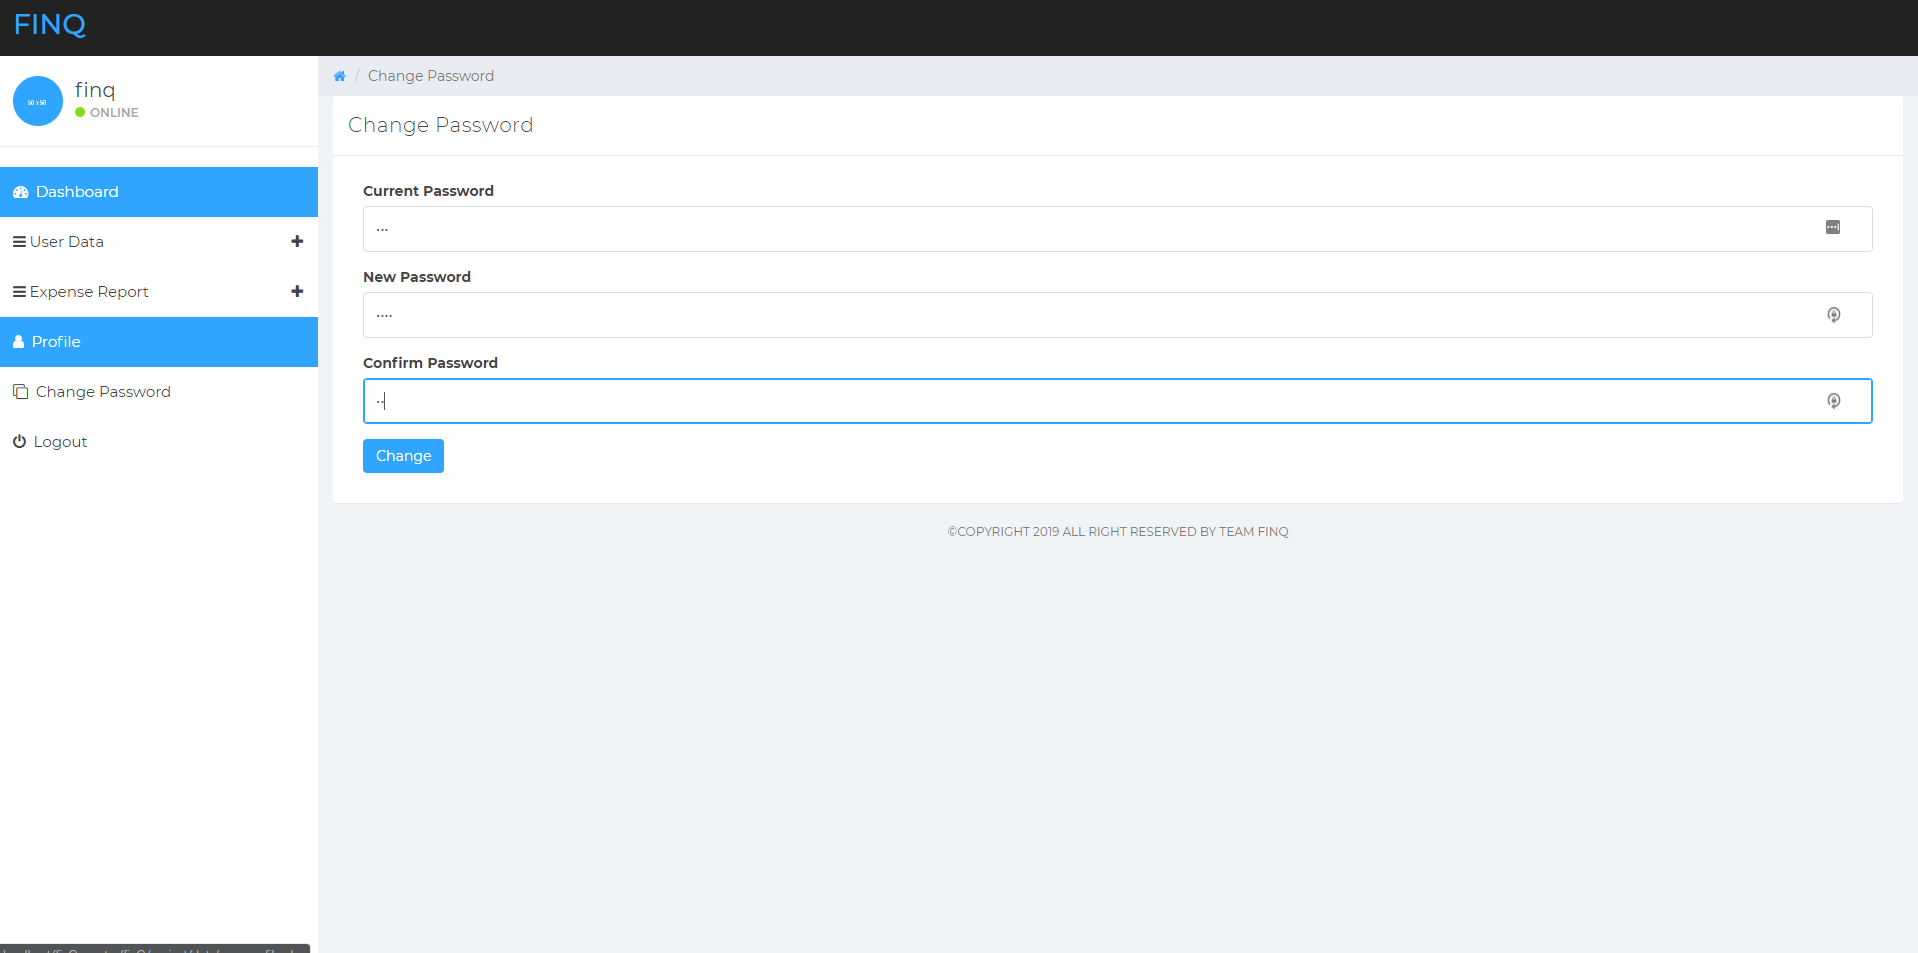 FINQ
50 x 50
finq
ONLINE
Dashboard
User Data
Expense Report
Profile
Change Password
Logout
/ Change Password
Change Password
Current Password
···
New Password
····
Confirm Password
··
Change
©COPYRIGHT 2019 ALL RIGHT RESERVED BY TEAM FINQ